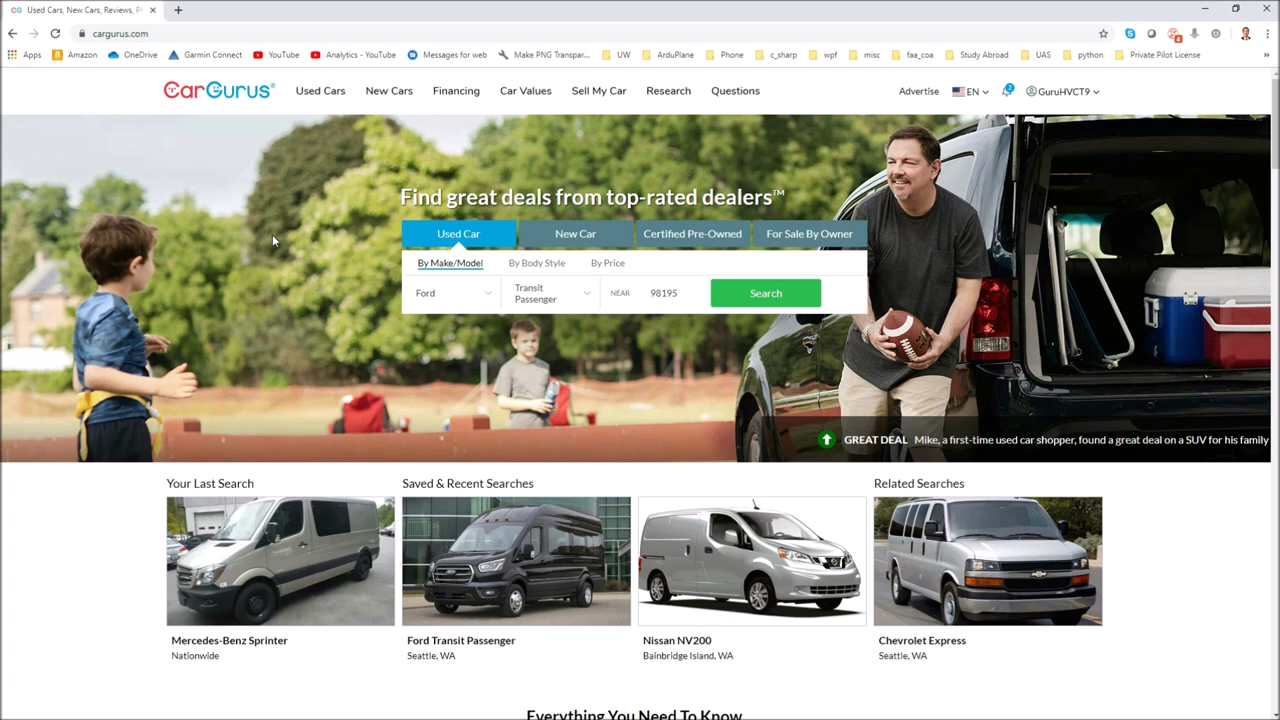 Used Cars, New Cars, Reviews, P
cargurus.com
Apps Amazon OneDrive Garmin Connect YouTube Analytics - YouTube Messages for web Make PNG Transpar... UW ArduPlane Phone c_sharp wpf misc faa_coa Study Abroad UAS python Private Pilot License
CarGurus® Used Cars New Cars Financing Car Values Sell My Car Research Questions Advertise EN 2 GuruHVCT9
Find great deals from top-rated dealers™
Used Car New Car Certified Pre-Owned For Sale By Owner
By Make/Model By Body Style By Price
Ford Transit Passenger NEAR 98195 Search
GREAT DEAL Mike, a first-time used car shopper, found a great deal on a SUV for his family
Your Last Search Saved & Recent Searches Related Searches
Mercedes-Benz Sprinter Ford Transit Passenger Nissan NV200 Chevrolet Express
Nationwide Seattle, WA Bainbridge Island, WA Seattle, WA
Everything You Need To Know